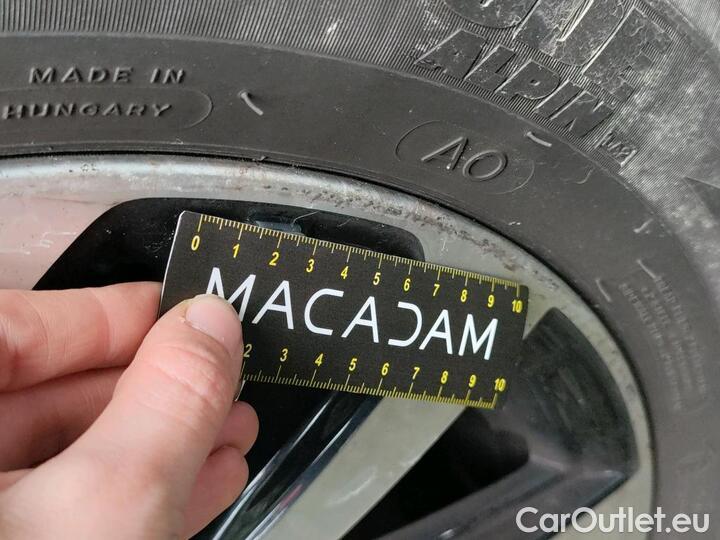 MADE IN
HUNGARY
ALPIN
AO
0 1 2 3 4 5 6 7 8 9 10
MACADAM
2 3 4 5 6 7 8 9 10
CarOutlet.eu